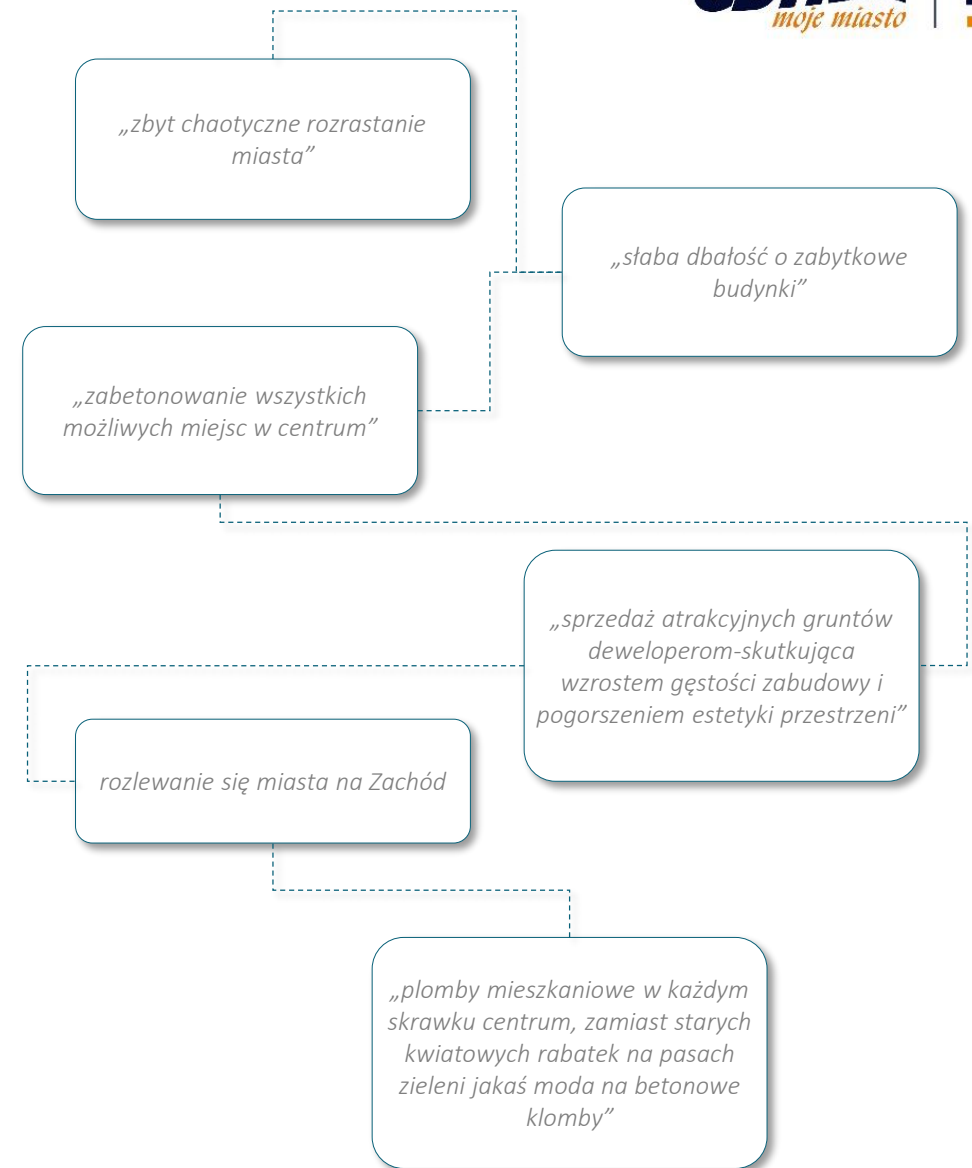 moje miasto
„zbyt chaotyczne rozrastanie
miasta”
„słaba dbałość o zabytkowe
budynki”
„zabetonowanie wszystkich
możliwych miejsc w centrum”
„sprzedaż atrakcyjnych gruntów
deweloperom-skutkująca
wzrostem gęstości zabudowy i
pogorszeniem estetyki przestrzeni”
rozlewanie się miasta na Zachód
„plomby mieszkaniowe w każdym
skrawku centrum, zamiast starych
kwiatowych rabatek na pasach
zieleni jakaś moda na betonowe
klomby”